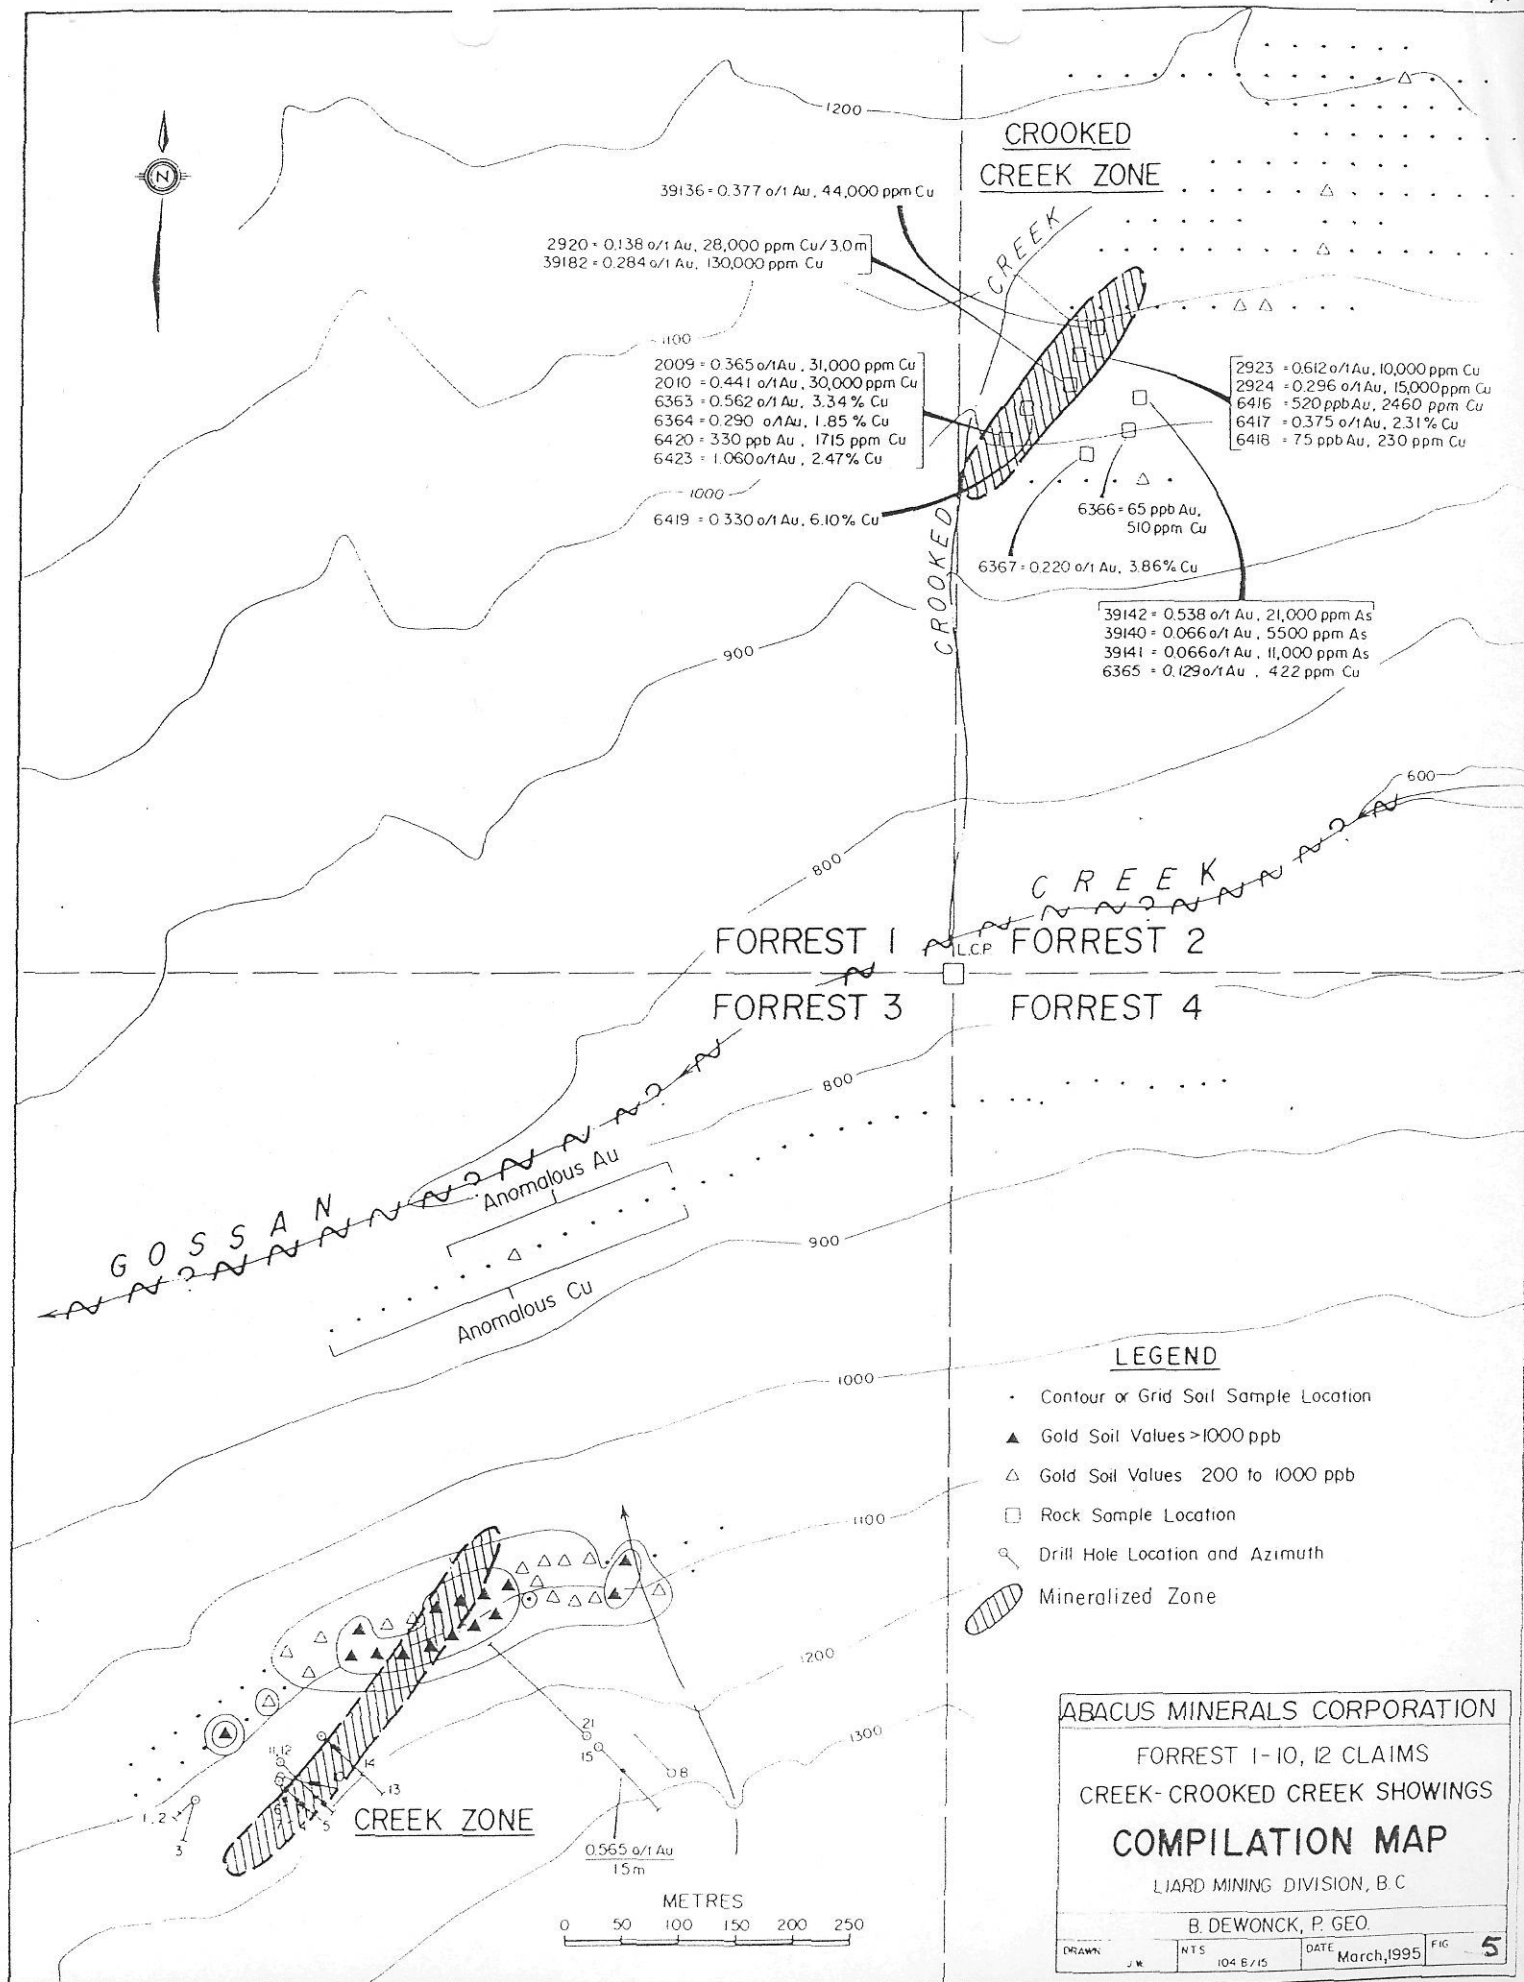 1200
CROOKED
CREEK ZONE
N
39136 = 0.377 o/t Au, 44,000 ppm Cu
2920 = 0.138 o/t Au, 28,000 ppm Cu/3.0m
39182 = 0.284 o/t Au, 130,000 ppm Cu
CREEK
1100
2009 = 0.365 o/t Au, 31,000 ppm Cu
2010 = 0.441 o/t Au, 30,000 ppm Cu
6363 = 0.562 o/t Au, 3.34 % Cu
6364 = 0.290 o/t Au, 1.85 % Cu
6420 = 330 ppb Au, 1715 ppm Cu
6423 = 1.060 o/t Au, 2.47% Cu
2923 = 0.612 o/t Au, 10,000 ppm Cu
2924 = 0.296 o/t Au, 15,000 ppm Cu
6416 = 520 ppb Au, 2460 ppm Cu
6417 = 0.375 o/t Au, 2.31% Cu
6418 = 75 ppb Au, 230 ppm Cu
1000
6419 = 0.330 o/t Au, 6.10% Cu
6366 = 65 ppb Au,
510 ppm Cu
CROOKED
6367 = 0.220 o/t Au, 3.86% Cu
39142 = 0.538 o/t Au, 21,000 ppm As
39140 = 0.066 o/t Au, 5500 ppm As
39141 = 0.066 o/t Au, 11,000 ppm As
6365 = 0.129 o/t Au, 422 ppm Cu
900
600
?
800
CREEK
?
FORREST 1
L.C.P.
FORREST 2
FORREST 3
FORREST 4
800
?
?
Anomalous Au
GOSSAN
?
900
Anomalous Cu
1000
LEGEND
Contour or Grid Soil Sample Location
Gold Soil Values >1000 ppb
Gold Soil Values 200 to 1000 ppb
Rock Sample Location
Drill Hole Location and Azimuth
Mineralized Zone
1100
1200
1300
21
15
8
11,12
14
13
1,2
3
5
7
CREEK ZONE
0.565 o/t Au
1.5m
METRES
0 50 100 150 200 250
ABACUS MINERALS CORPORATION
FORREST 1-10, 12 CLAIMS
CREEK-CROOKED CREEK SHOWINGS
COMPILATION MAP
LIARD MINING DIVISION, B.C
B. DEWONCK, P. GEO.
DRAWN J.W. NTS 104 B/15 DATE March, 1995 FIG 5